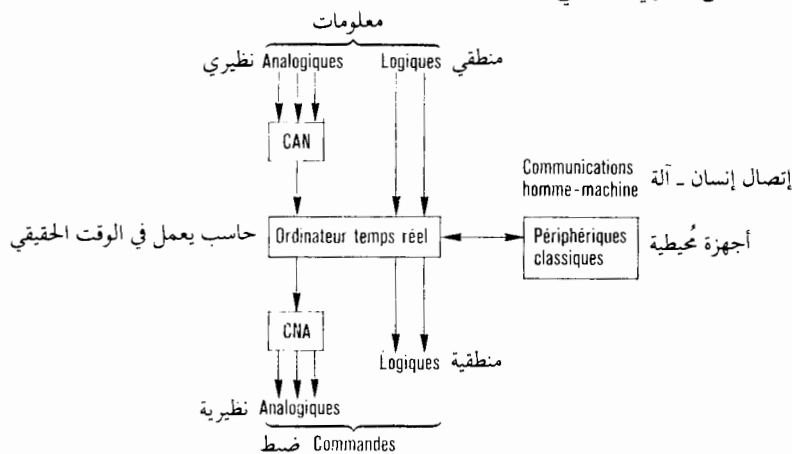 معلومات
نظيري Analogiques Logiques منطقي
CAN
Communications
homme-machine
إتصال إنسان - آلة
حاسب يعمل في الوقت الحقيقي
Ordinateur temps réel
Périphériques
classiques
أجهزة مُحيطية
CNA
Logiques منطقية
نظيرية Analogiques
ضبط Commandes